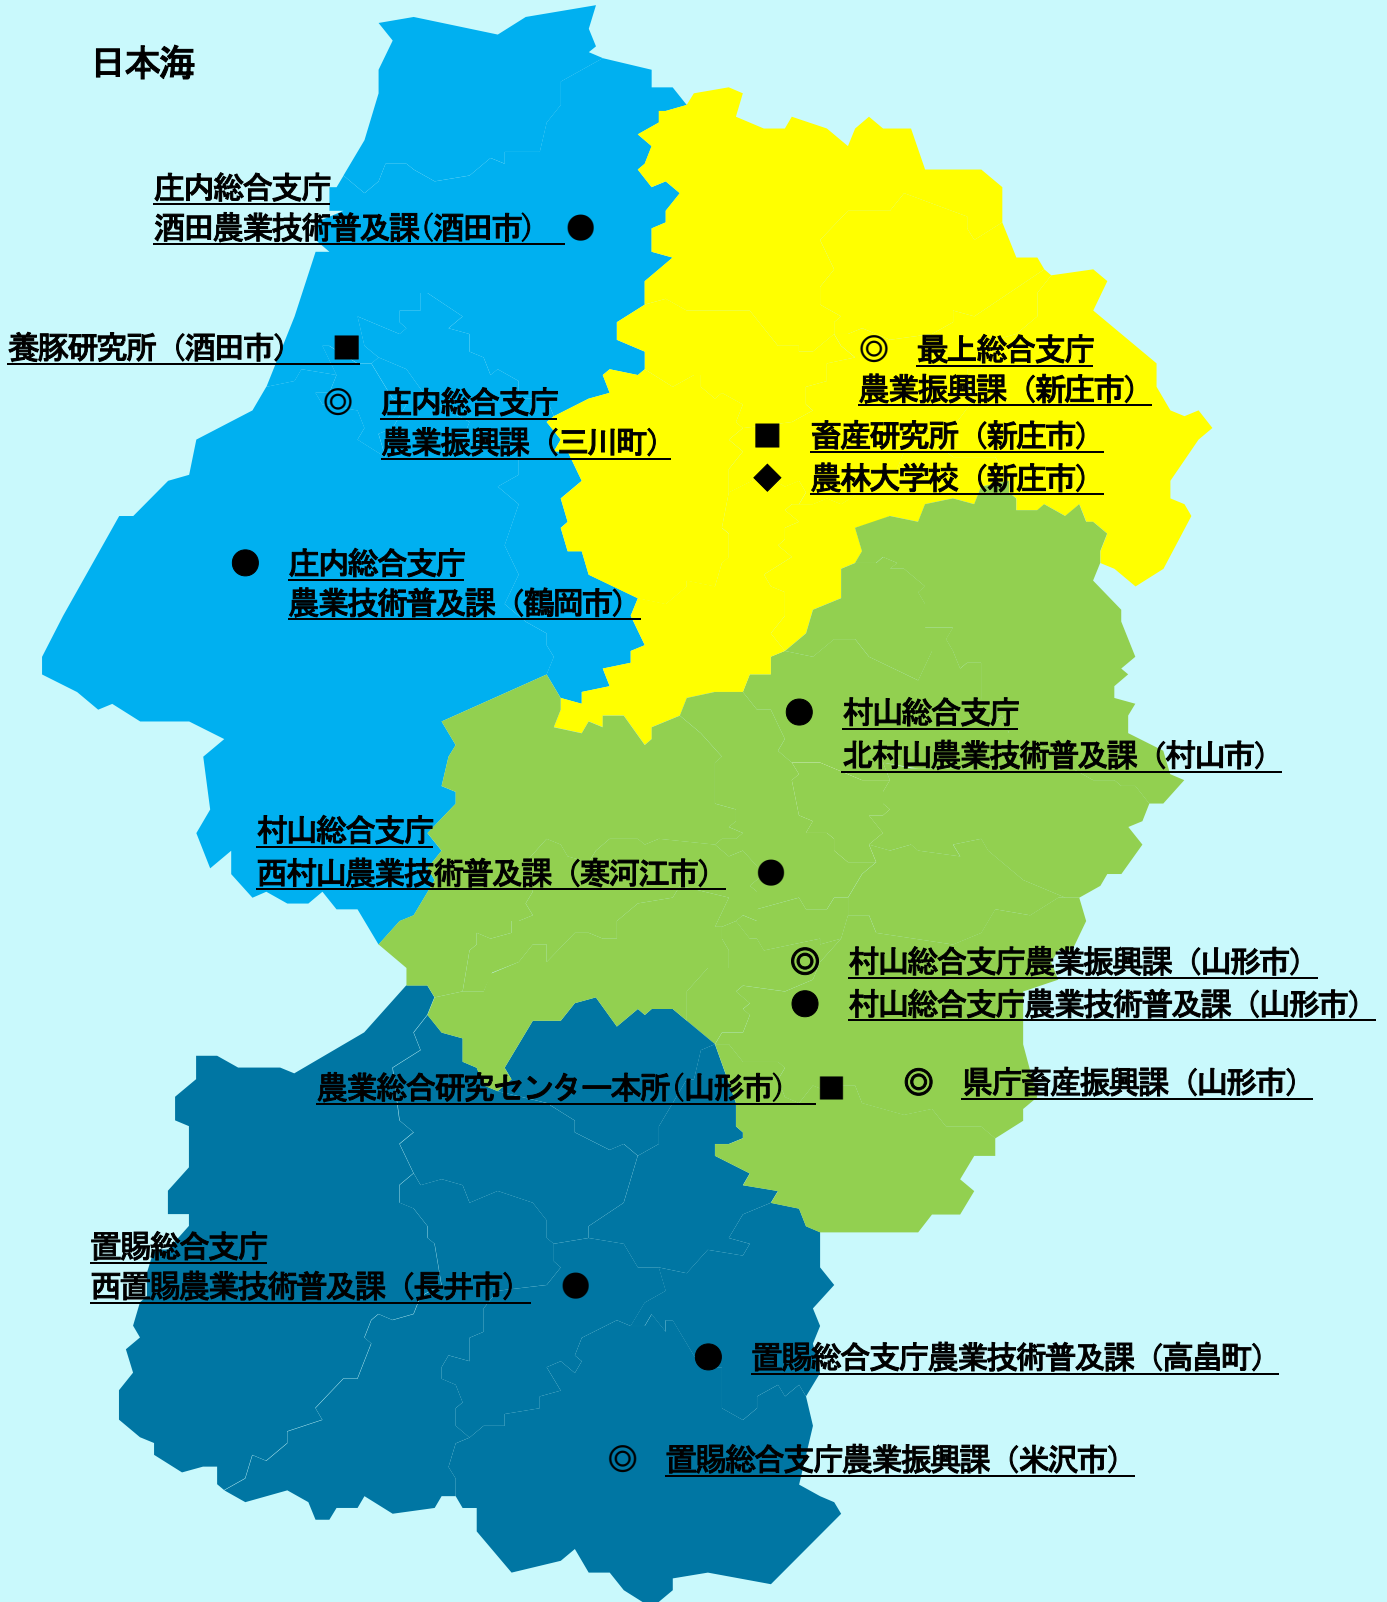 日本海
庄内総合支庁
酒田農業技術普及課(酒田市) ●
養豚研究所（酒田市） ■
◎ 庄内総合支庁
農業振興課（三川町）
◎ 最上総合支庁
農業振興課（新庄市）
■ 畜産研究所（新庄市）
◆ 農林大学校（新庄市）
● 庄内総合支庁
農業技術普及課（鶴岡市）
● 村山総合支庁
北村山農業技術普及課（村山市）
村山総合支庁
西村山農業技術普及課（寒河江市） ●
◎ 村山総合支庁農業振興課（山形市）
● 村山総合支庁農業技術普及課（山形市）
農業総合研究センター本所(山形市) ■
◎ 県庁畜産振興課（山形市）
置賜総合支庁
西置賜農業技術普及課（長井市） ●
● 置賜総合支庁農業技術普及課（高畠町）
◎ 置賜総合支庁農業振興課（米沢市）